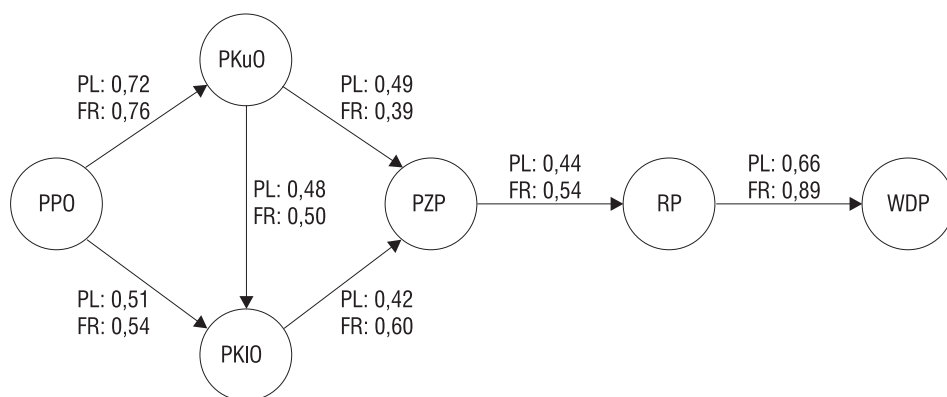 PKuO
PL: 0,72
FR: 0,76
PL: 0,49
FR: 0,39
PPO
PL: 0,48
FR: 0,50
PZP
PL: 0,44
FR: 0,54
RP
PL: 0,66
FR: 0,89
WDP
PL: 0,51
FR: 0,54
PKIO
PL: 0,42
FR: 0,60